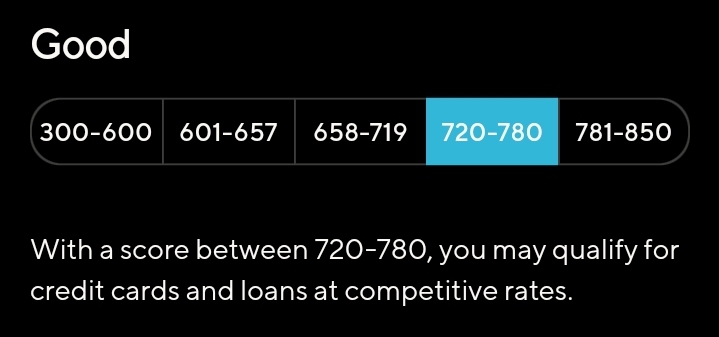 Good
300-600 601-657 658-719 720-780 781-850
With a score between 720-780, you may qualify for
credit cards and loans at competitive rates.